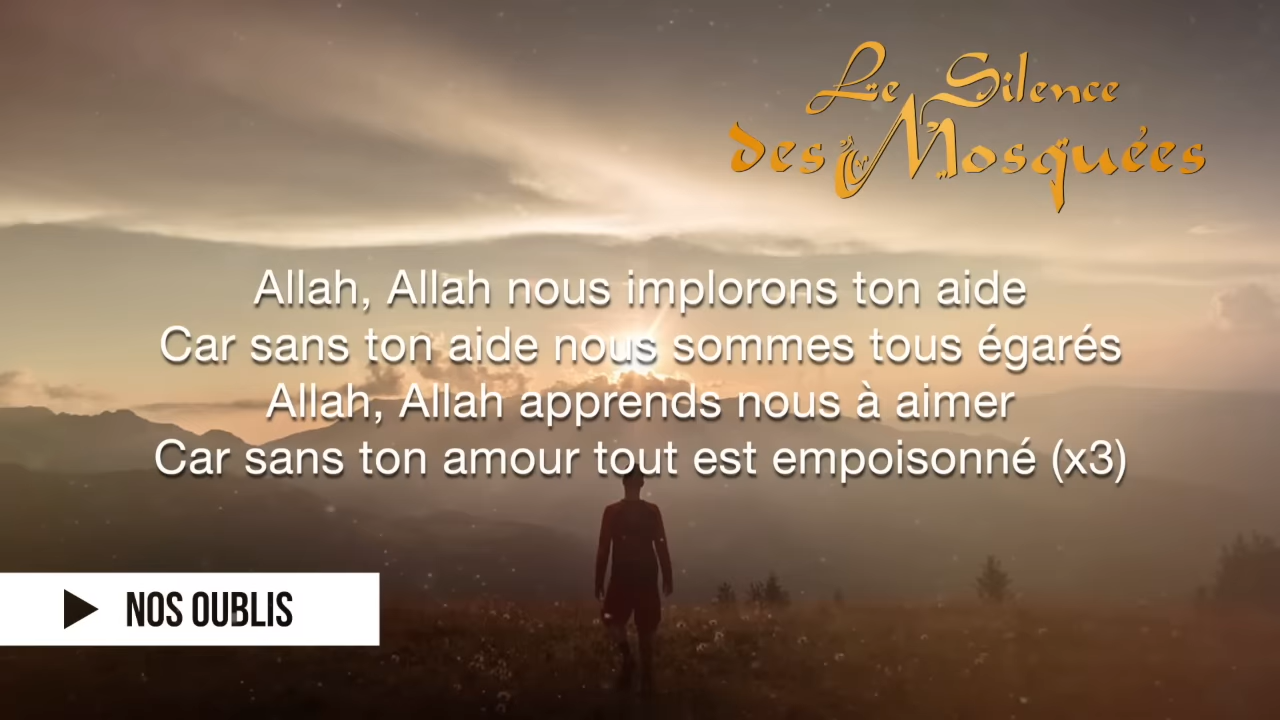 Le Silence
des Mosquées
Allah, Allah nous implorons ton aide
Car sans ton aide nous sommes tous égarés
Allah, Allah apprends nous à aimer
Car sans ton amour tout est empoisonné (x3)
NOS OUBLIS